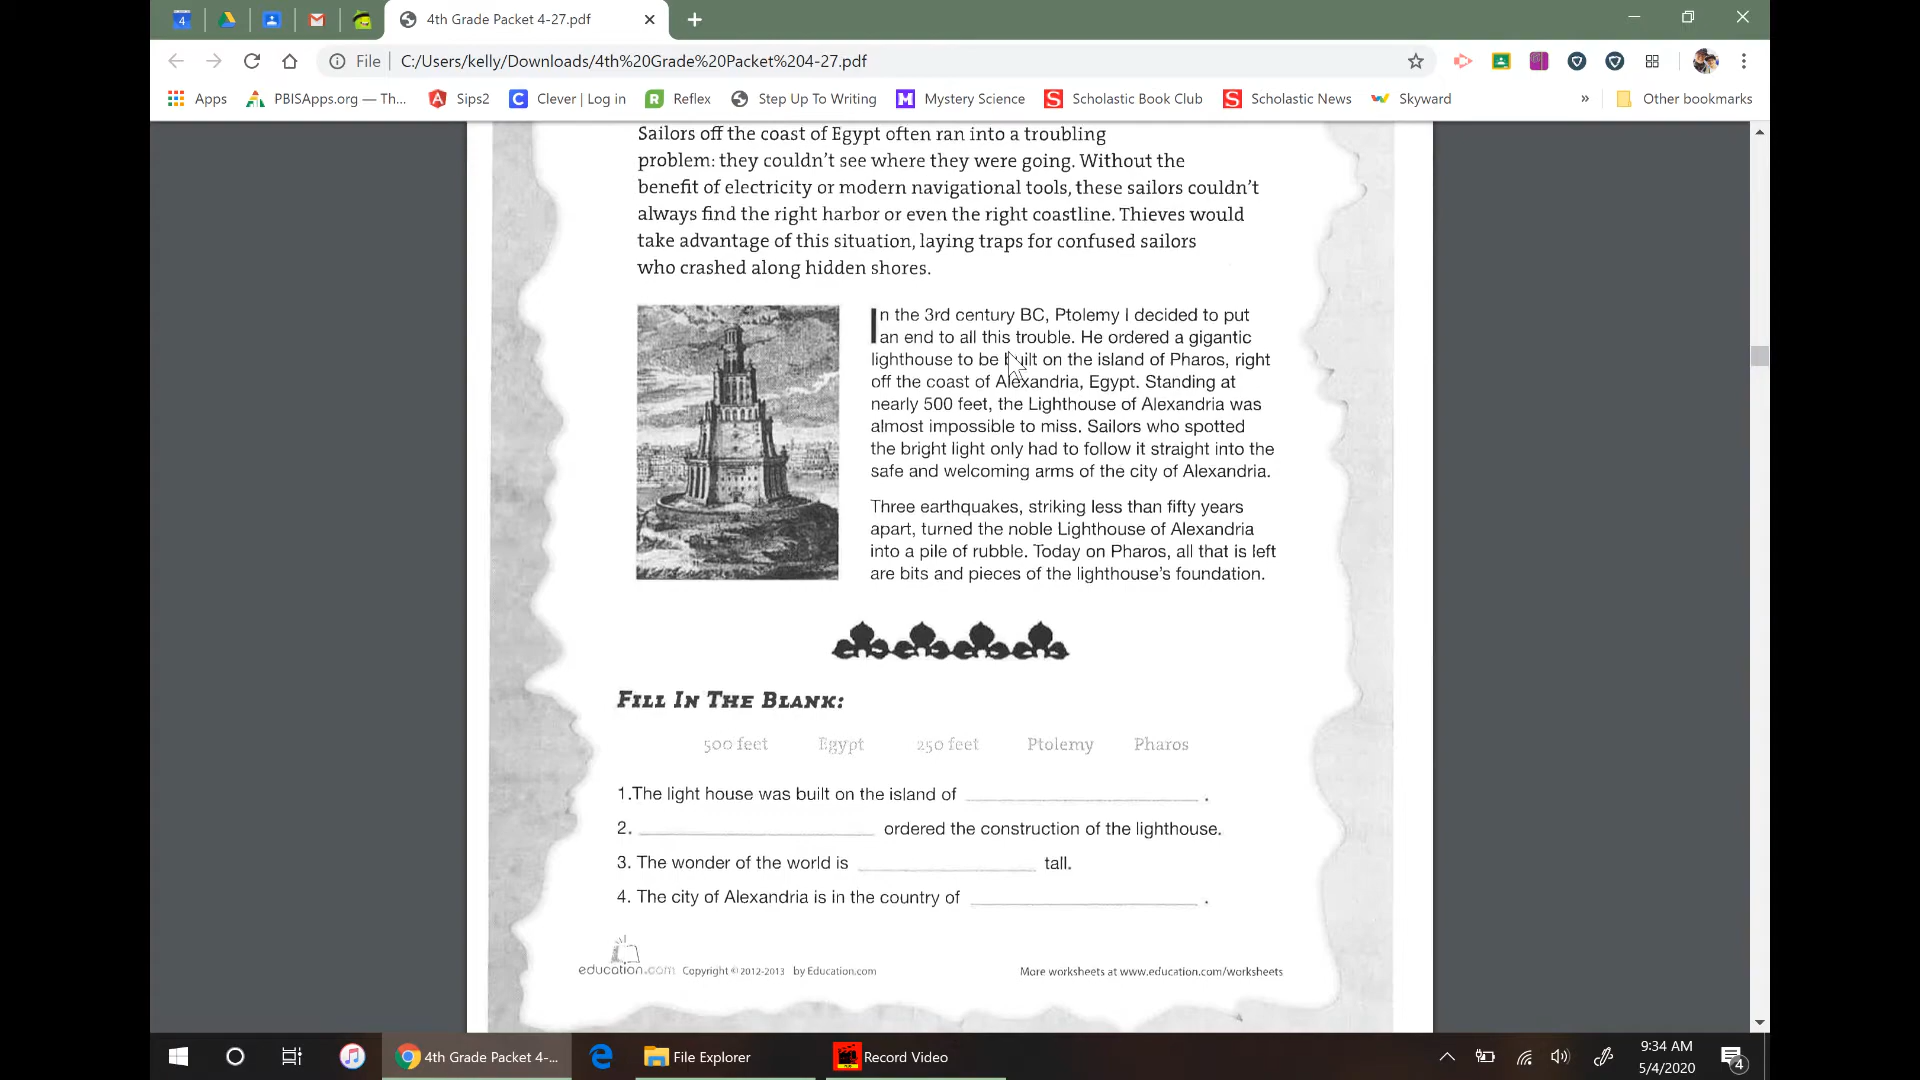 4th Grade Packet 4-27.pdf
File C:/Users/kelly/Downloads/4th%20Grade%20Packet%204-27.pdf
Apps PBISApps.org — Th... Sips2 Clever | Log in Reflex Step Up To Writing Mystery Science Scholastic Book Club Scholastic News Skyward » Other bookmarks
Sailors off the coast of Egypt often ran into a troubling
problem: they couldn't see where they were going. Without the
benefit of electricity or modern navigational tools, these sailors couldn't
always find the right harbor or even the right coastline. Thieves would
take advantage of this situation, laying traps for confused sailors
who crashed along hidden shores.
In the 3rd century BC, Ptolemy I decided to put
an end to all this trouble. He ordered a gigantic
lighthouse to be built on the island of Pharos, right
off the coast of Alexandria, Egypt. Standing at
nearly 500 feet, the Lighthouse of Alexandria was
almost impossible to miss. Sailors who spotted
the bright light only had to follow it straight into the
safe and welcoming arms of the city of Alexandria.
Three earthquakes, striking less than fifty years
apart, turned the noble Lighthouse of Alexandria
into a pile of rubble. Today on Pharos, all that is left
are bits and pieces of the lighthouse's foundation.
FILL IN THE BLANK:
500 feet Egypt 250 feet Ptolemy Pharos
1.The light house was built on the island of ______ .
2. ______ ordered the construction of the lighthouse.
3. The wonder of the world is ______ tall.
4. The city of Alexandria is in the country of ______ .
education.com Copyright © 2012-2013 by Education.com More worksheets at www.education.com/worksheets
4th Grade Packet 4-... File Explorer Record Video
9:34 AM
5/4/2020
4